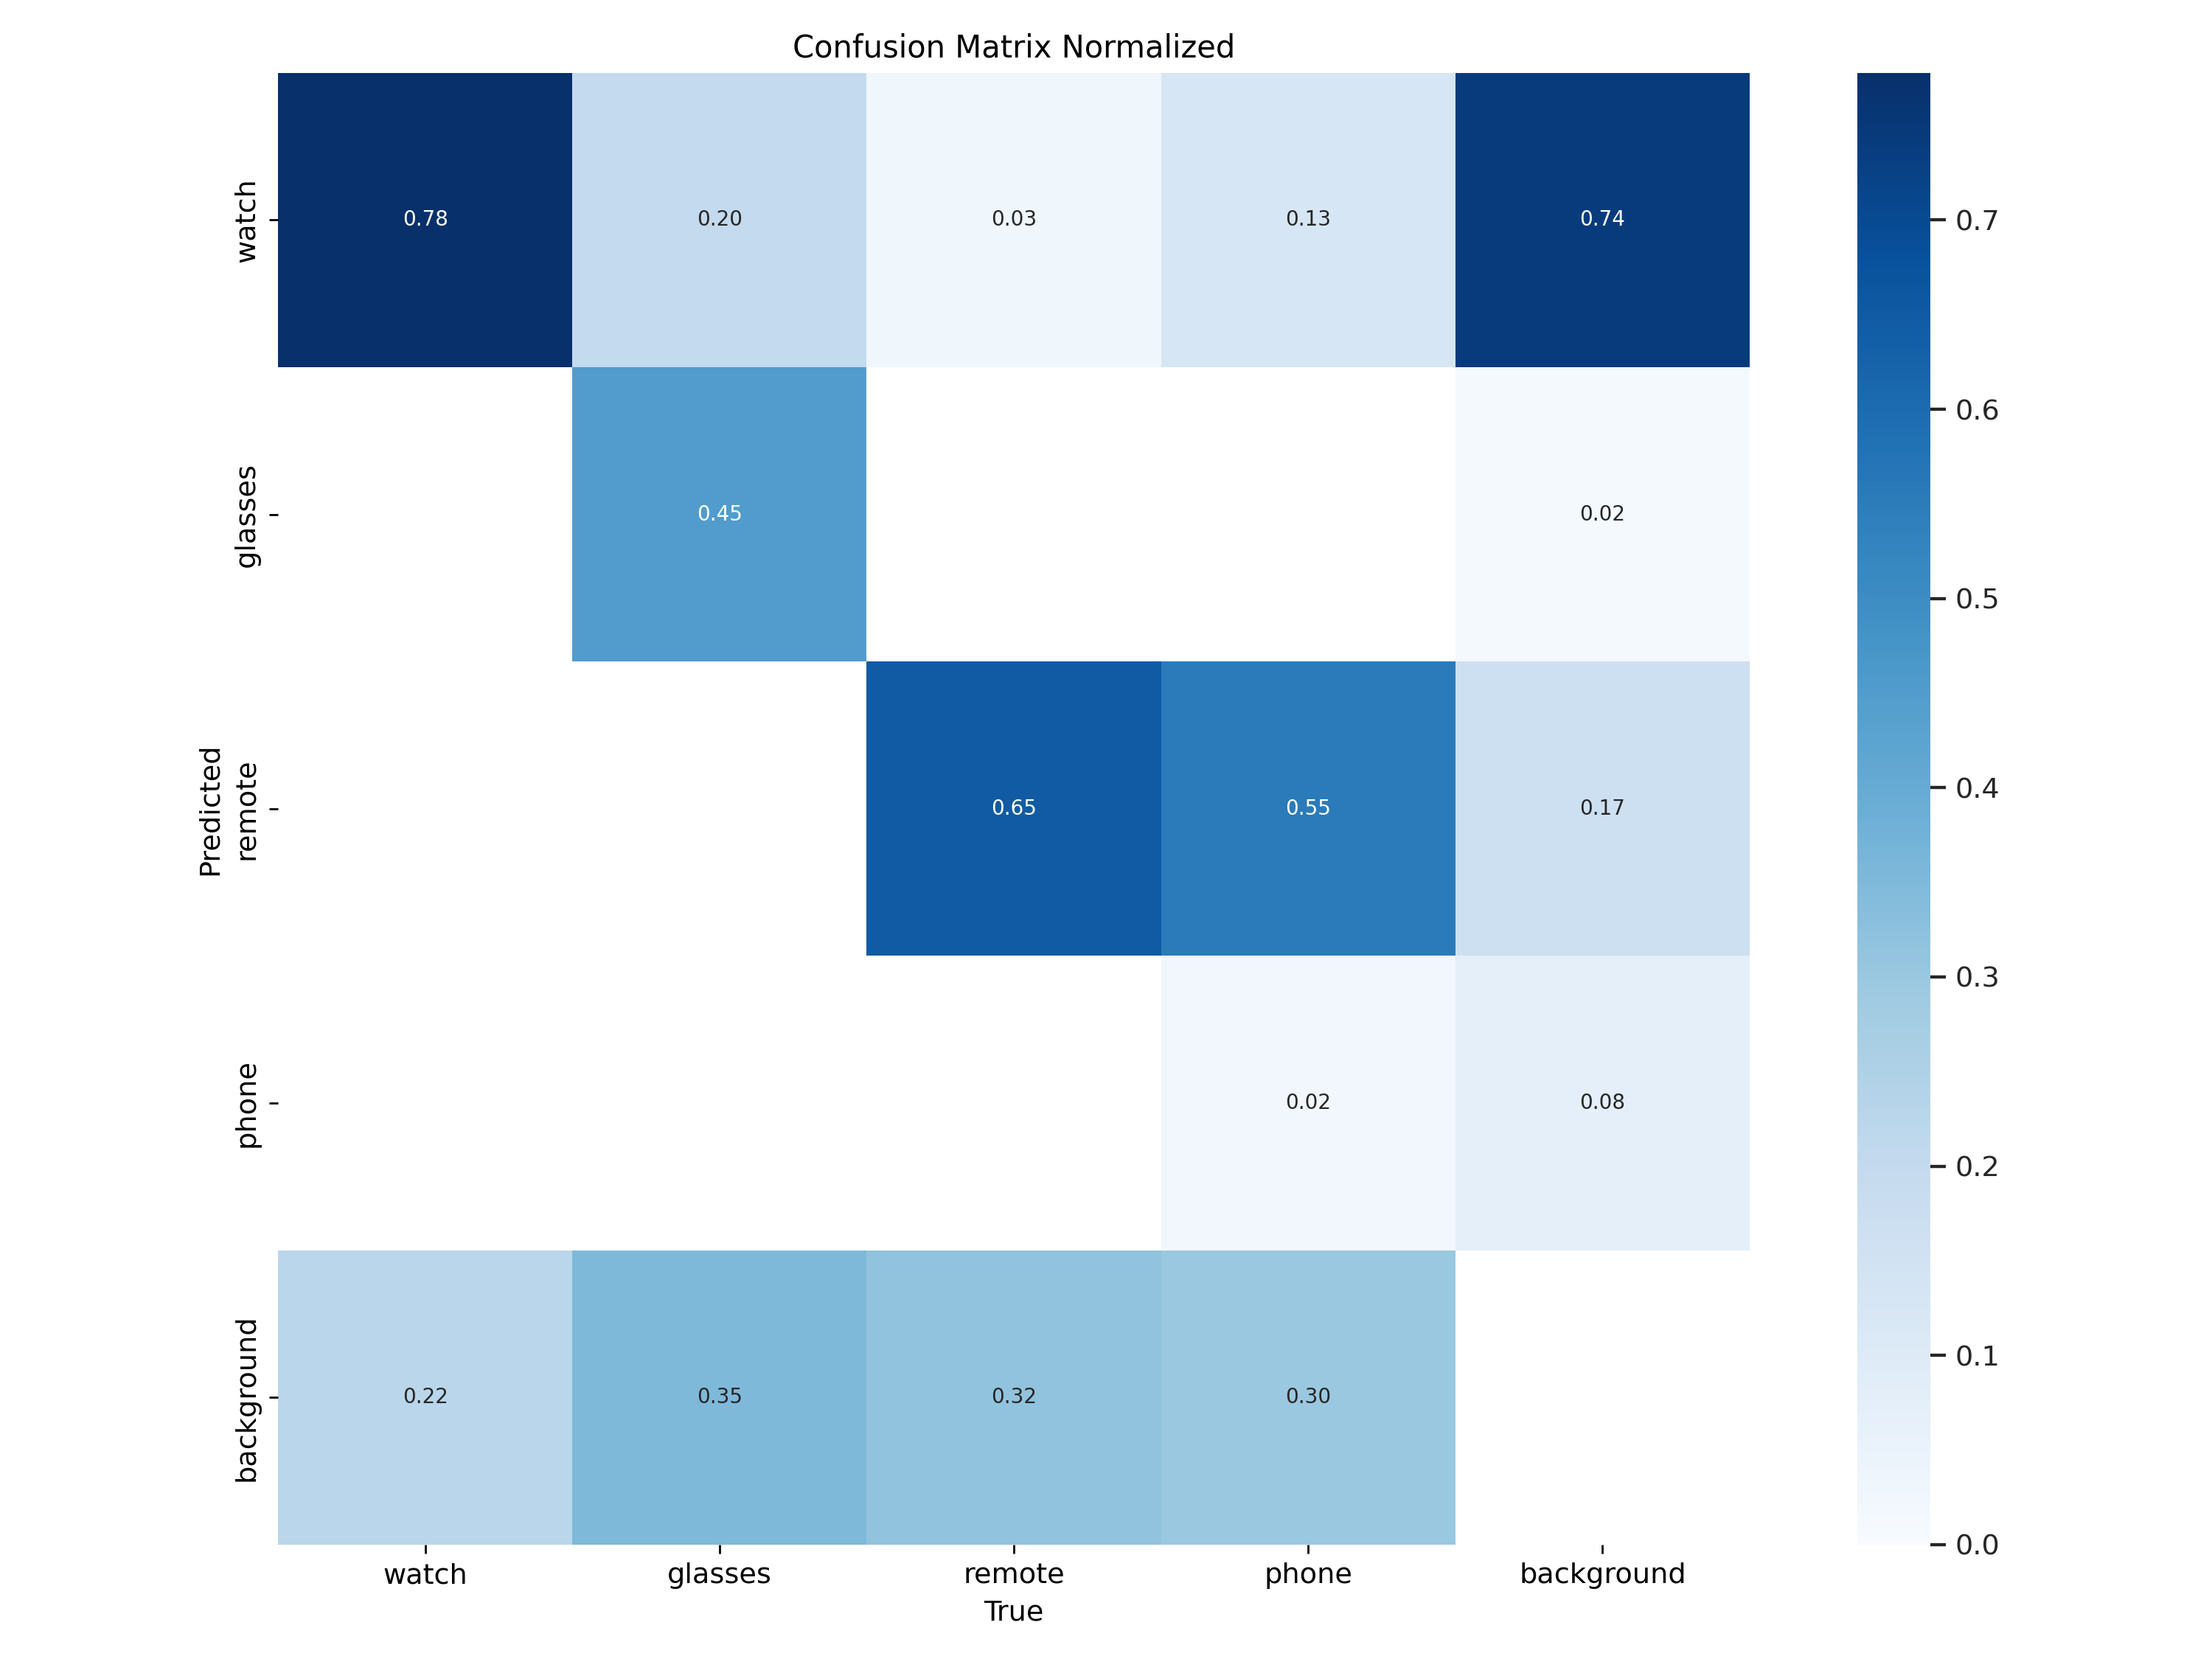 Confusion Matrix Normalized
watch
0.78 0.20 0.03 0.13 0.74
glasses
0.45 0.02
Predicted
remote
0.65 0.55 0.17
phone
0.02 0.08
background
0.22 0.35 0.32 0.30
watch glasses remote phone background
True
0.7
0.6
0.5
0.4
0.3
0.2
0.1
0.0